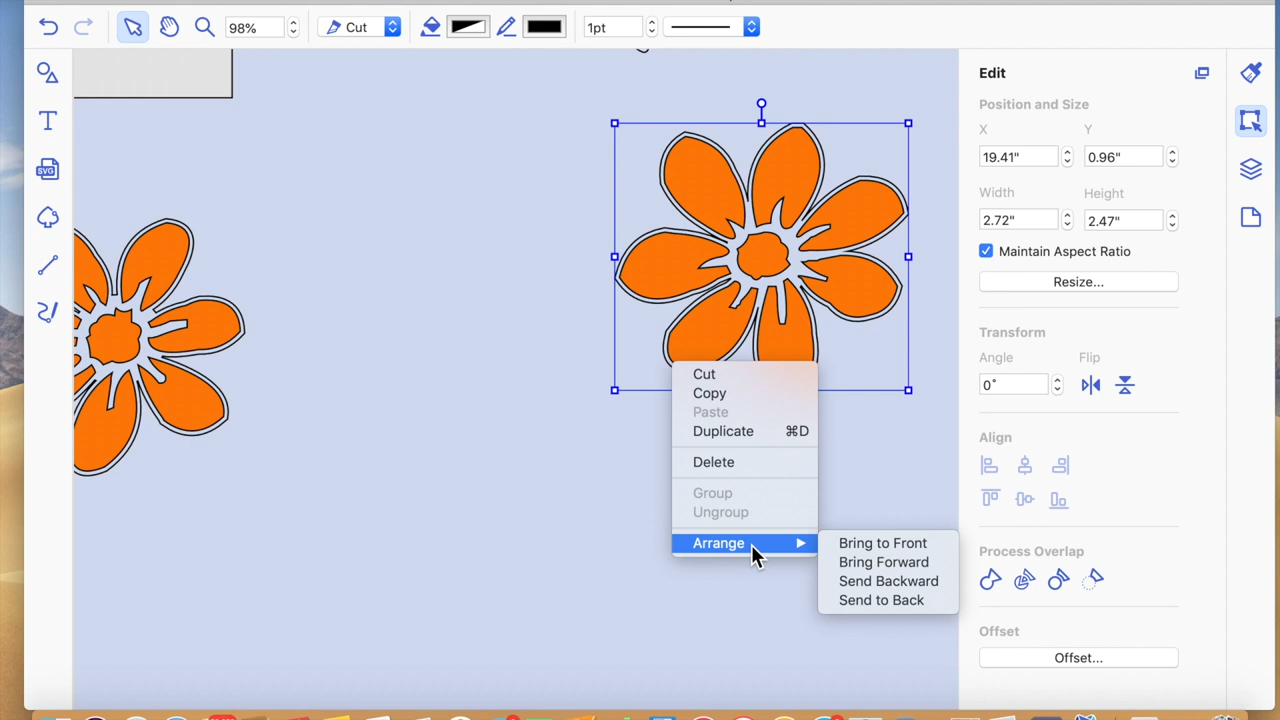 98%
Cut
1pt
SVG
T
Edit
Position and Size
X
Y
19.41"
0.96"
Width
Height
2.72"
2.47"
Maintain Aspect Ratio
Resize...
Transform
Angle
Flip
0°
Align
Process Overlap
Offset
Offset...
Cut
Copy
Paste
Duplicate ⌘D
Delete
Group
Ungroup
Arrange
Bring to Front
Bring Forward
Send Backward
Send to Back